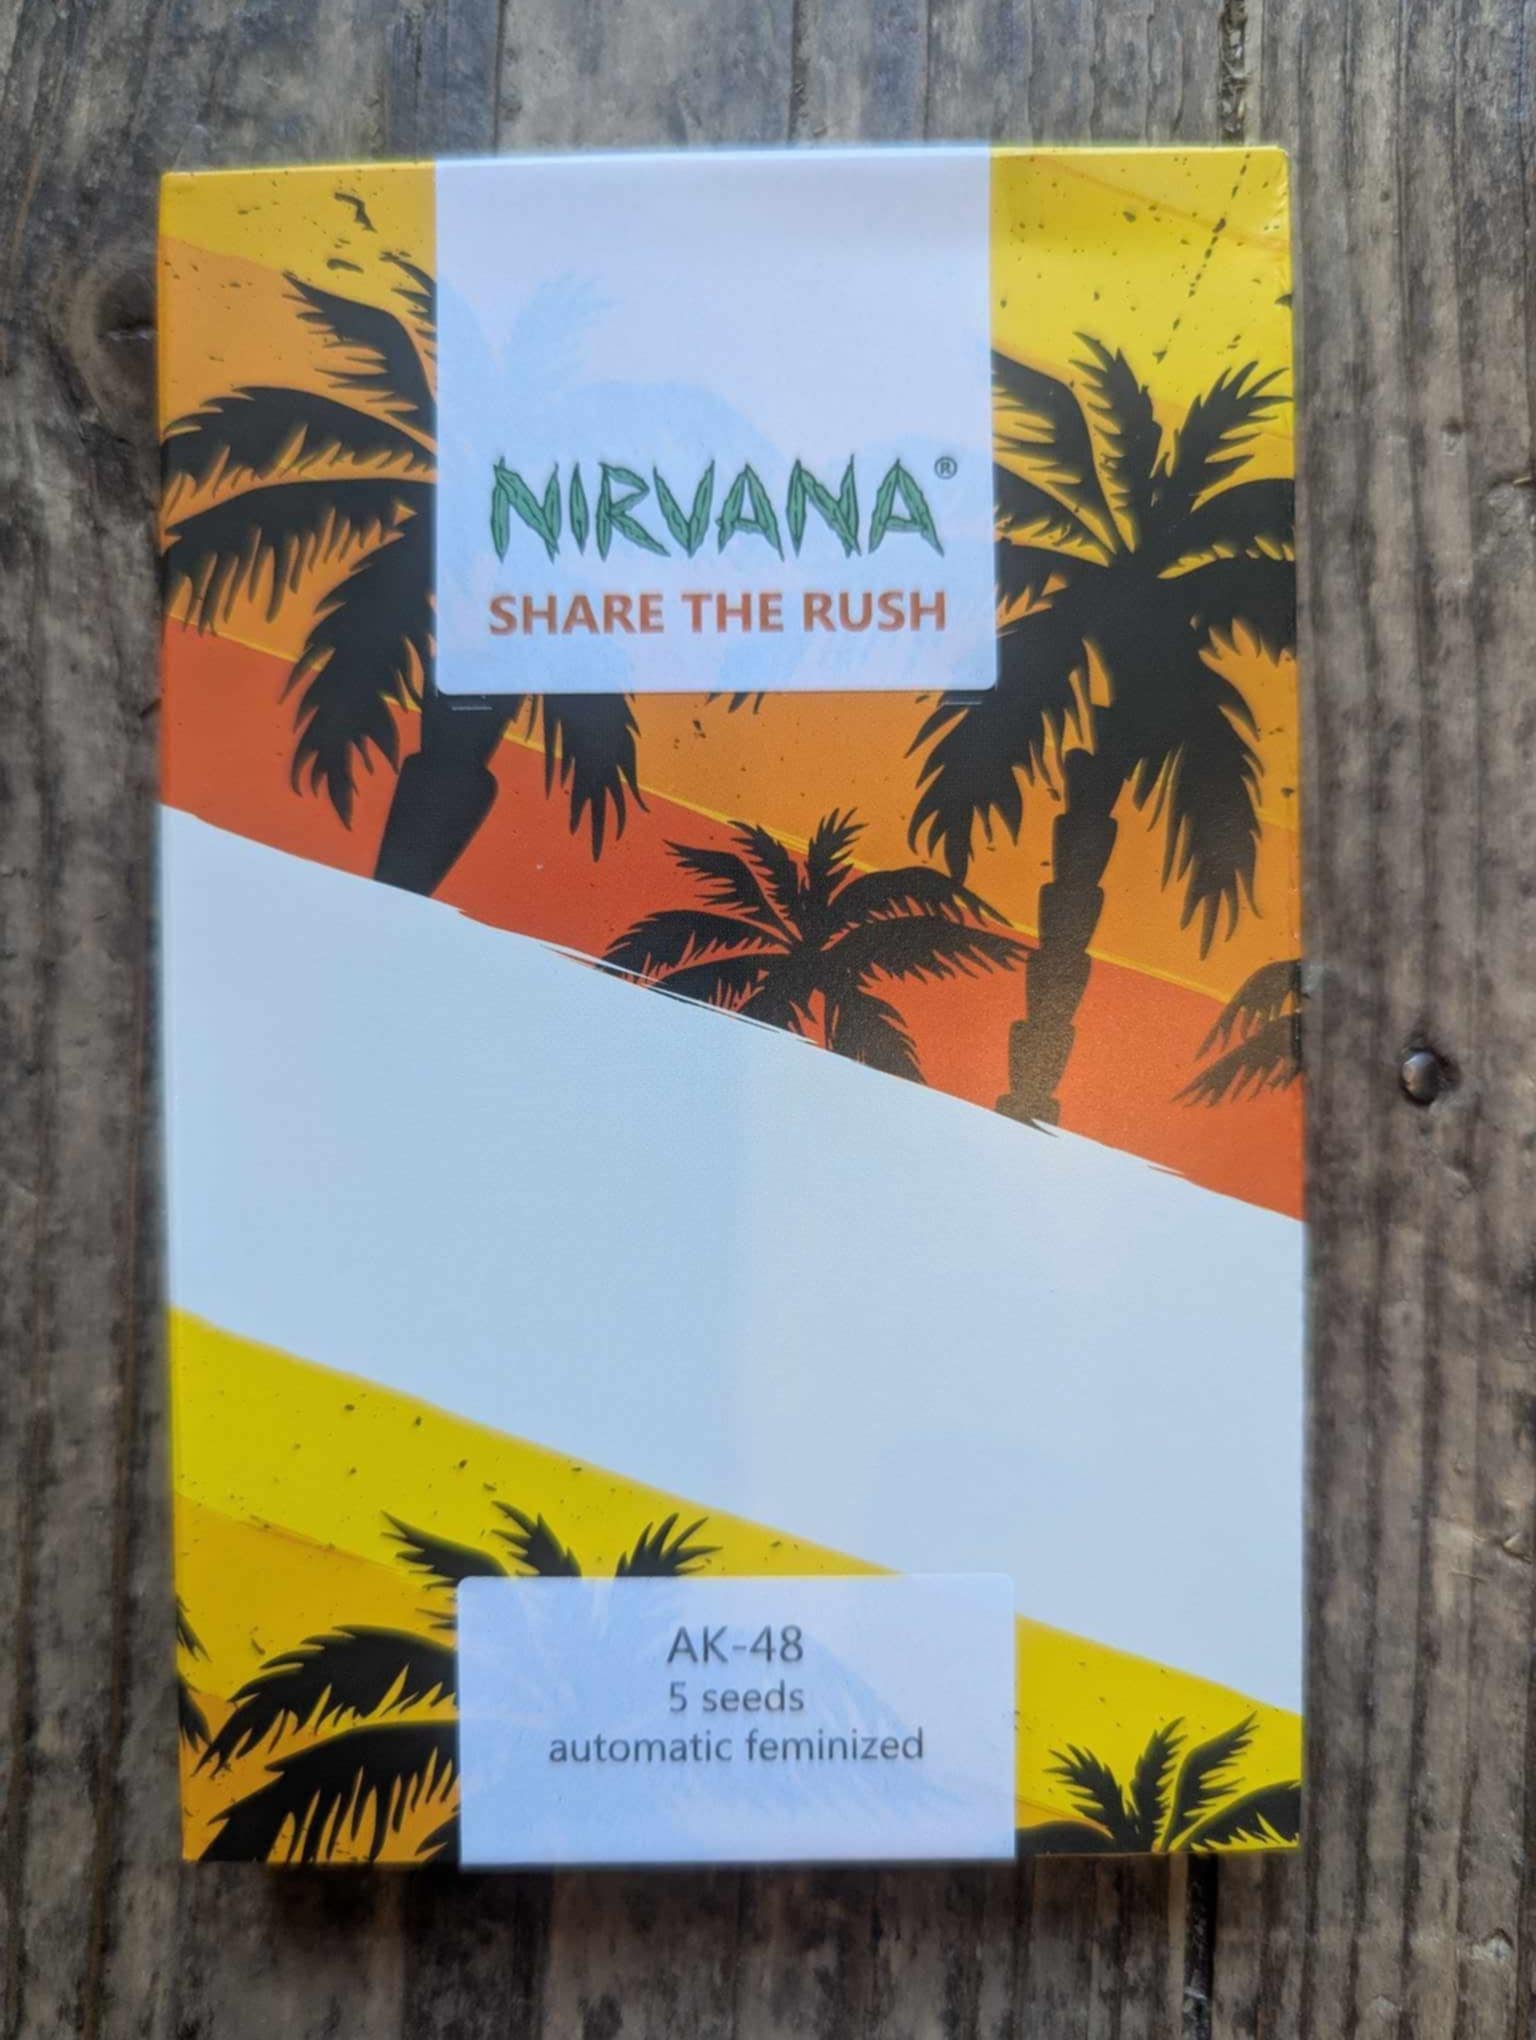 NIRVANA®
SHARE THE RUSH
AK-48
5 seeds
automatic feminized